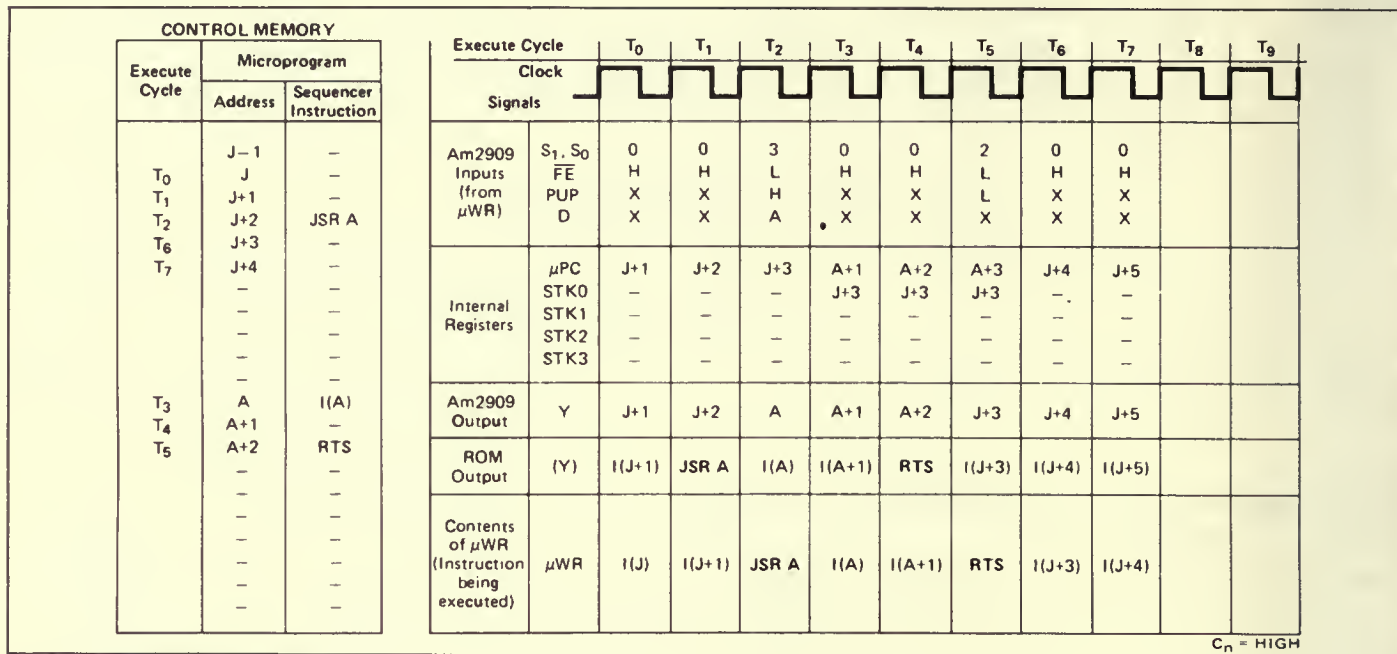 CONTROL MEMORY
Execute Cycle | Microprogram
Address | Sequencer Instruction
J−1 –
T0 J –
T1 J+1 –
T2 J+2 JSR A
T6 J+3 –
T7 J+4 –
– –
– –
– –
– –
– –
T3 A I(A)
T4 A+1 –
T5 A+2 RTS
– –
– –
– –
– –
– –
– –
– –
Execute Cycle T0 T1 T2 T3 T4 T5 T6 T7 T8 T9
Clock
Signals
Am2909 Inputs (from μWR)
S1, S0 0 0 3 0 0 2 0 0
F̅E̅ H H L H H L H H
PUP X X H X X L X X
D X X A X X X X X
Internal Registers
μPC J+1 J+2 J+3 A+1 A+2 A+3 J+4 J+5
STK0 – – – J+3 J+3 J+3 – –
STK1 – – – – – – – –
STK2 – – – – – – – –
STK3 – – – – – – – –
Am2909 Output Y J+1 J+2 A A+1 A+2 J+3 J+4 J+5
ROM Output (Y) I(J+1) JSR A I(A) I(A+1) RTS I(J+3) I(J+4) I(J+5)
Contents of μWR (Instruction being executed) μWR I(J) I(J+1) JSR A I(A) I(A+1) RTS I(J+3) I(J+4)
Cn = HIGH